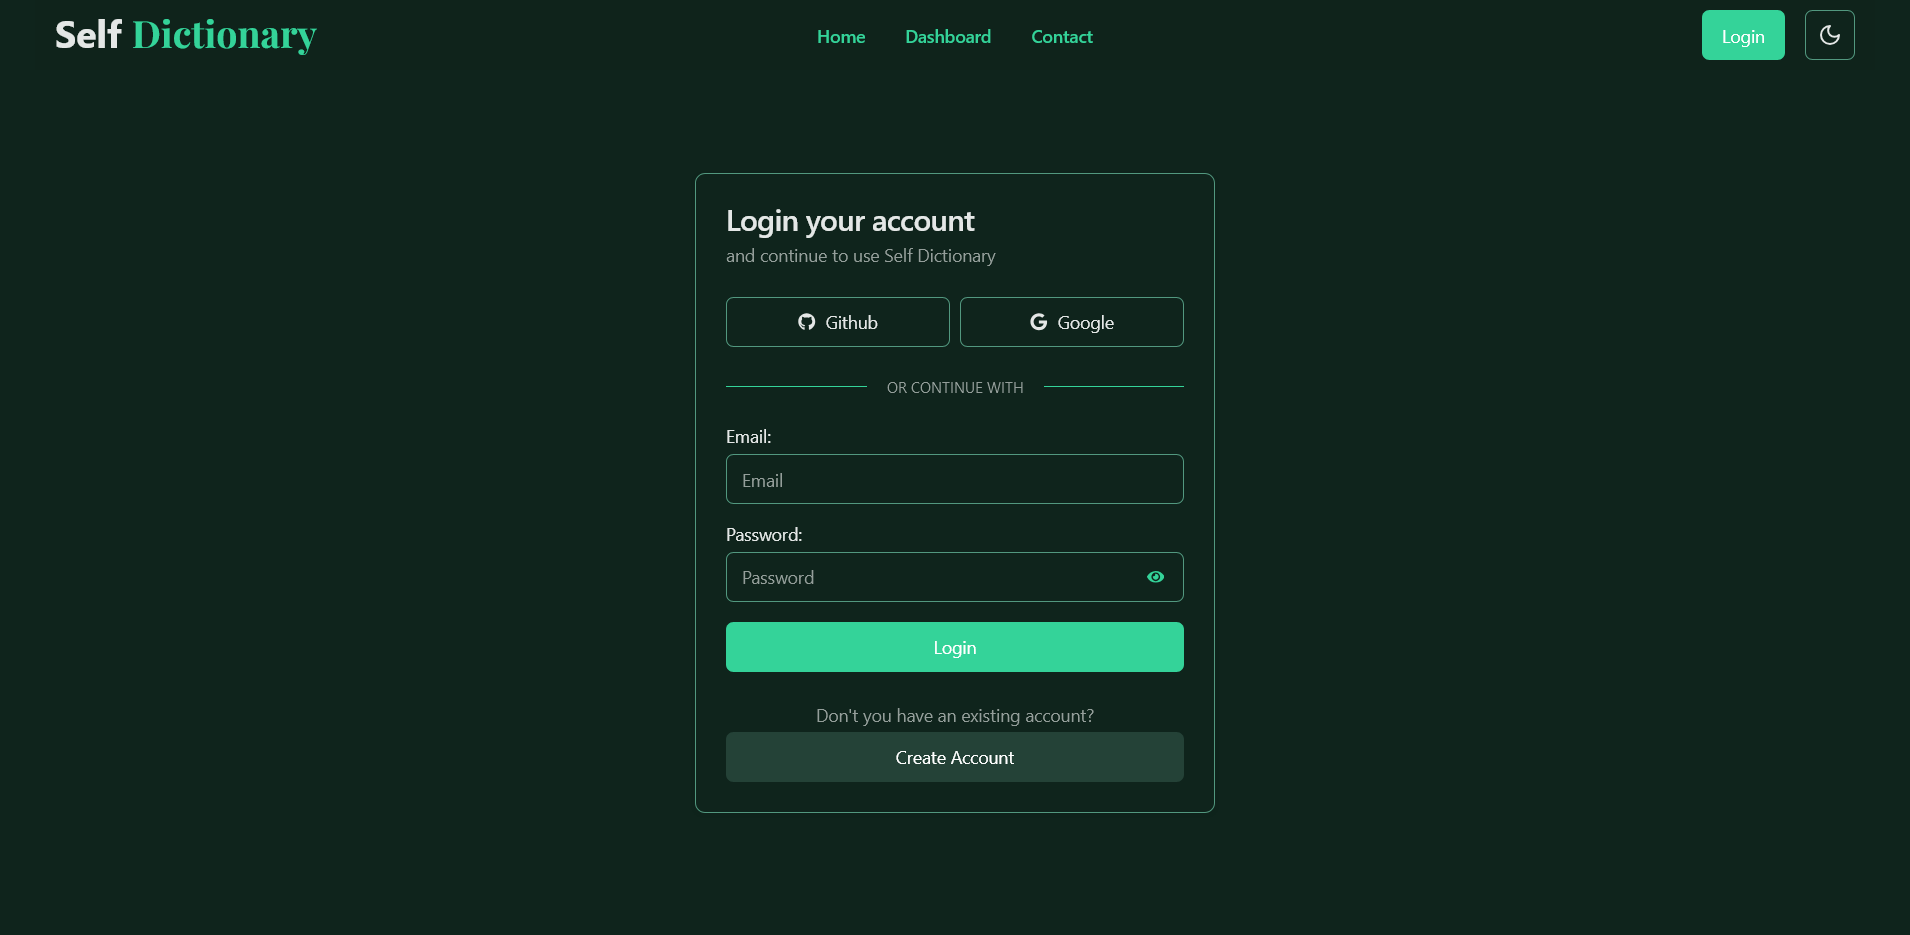 Self Dictionary
Home Dashboard Contact
Login
Login your account
and continue to use Self Dictionary
Github Google
OR CONTINUE WITH
Email:
Email
Password:
Password
Login
Don't you have an existing account?
Create Account